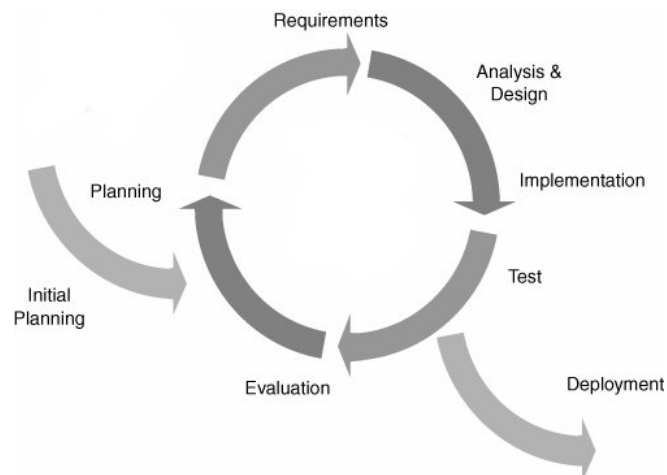 Requirements
Analysis &
Design
Planning
Implementation
Initial
Planning
Test
Evaluation
Deployment